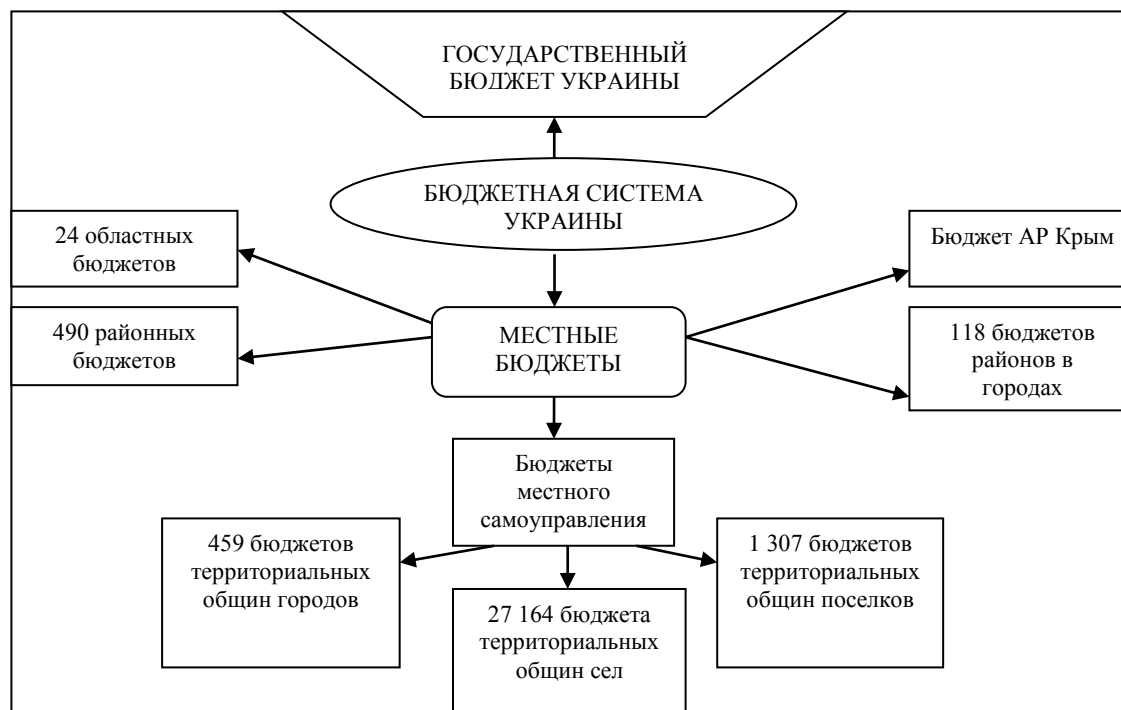 ГОСУДАРСТВЕННЫЙ
БЮДЖЕТ УКРАИНЫ
БЮДЖЕТНАЯ СИСТЕМА
УКРАИНЫ
24 областных
бюджетов
Бюджет АР Крым
490 районных
бюджетов
МЕСТНЫЕ
БЮДЖЕТЫ
118 бюджетов
районов в
городах
Бюджеты
местного
самоуправления
459 бюджетов
территориальных
общин городов
27 164 бюджета
территориальных
общин сел
1 307 бюджетов
территориальных
общин поселков